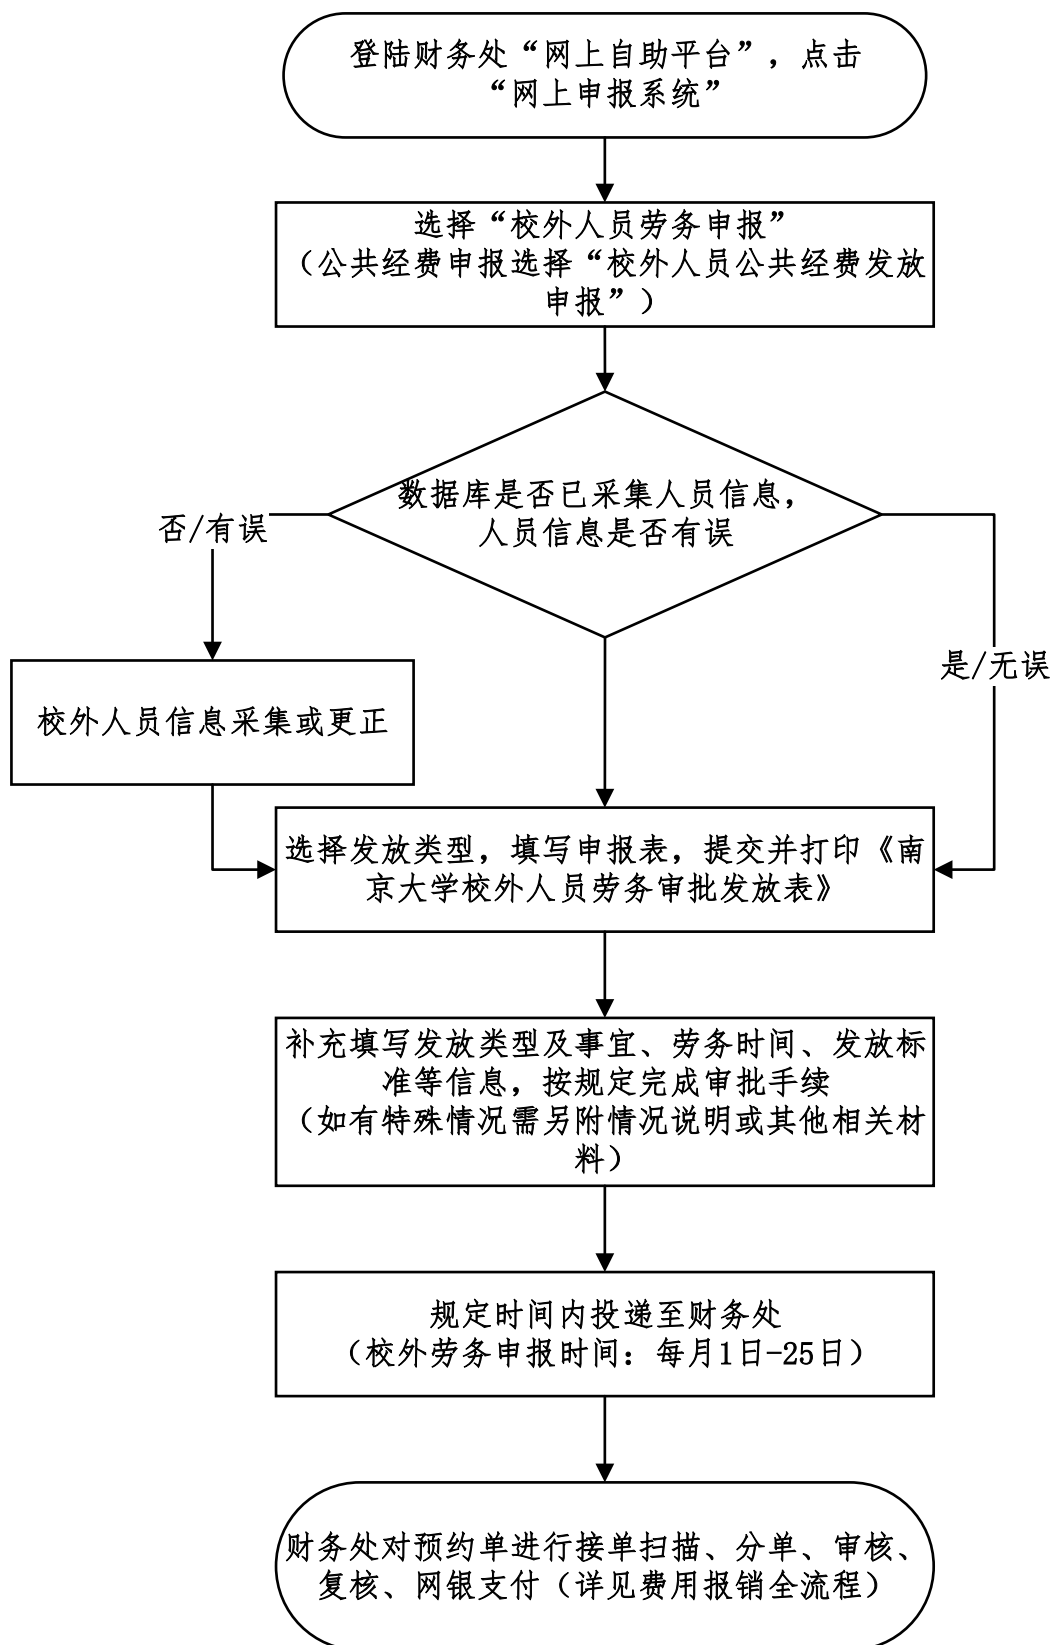 登陆财务处“网上自助平台”，点击
“网上申报系统”
选择“校外人员劳务申报”
（公共经费申报选择“校外人员公共经费发放
申报”）
数据库是否已采集人员信息，
人员信息是否有误
否/有误
是/无误
校外人员信息采集或更正
选择发放类型，填写申报表，提交并打印《南
京大学校外人员劳务审批发放表》
补充填写发放类型及事宜、劳务时间、发放标
准等信息，按规定完成审批手续
（如有特殊情况需另附情况说明或其他相关材
料）
规定时间内投递至财务处
（校外劳务申报时间：每月1日-25日）
财务处对预约单进行接单扫描、分单、审核、
复核、网银支付（详见费用报销全流程）